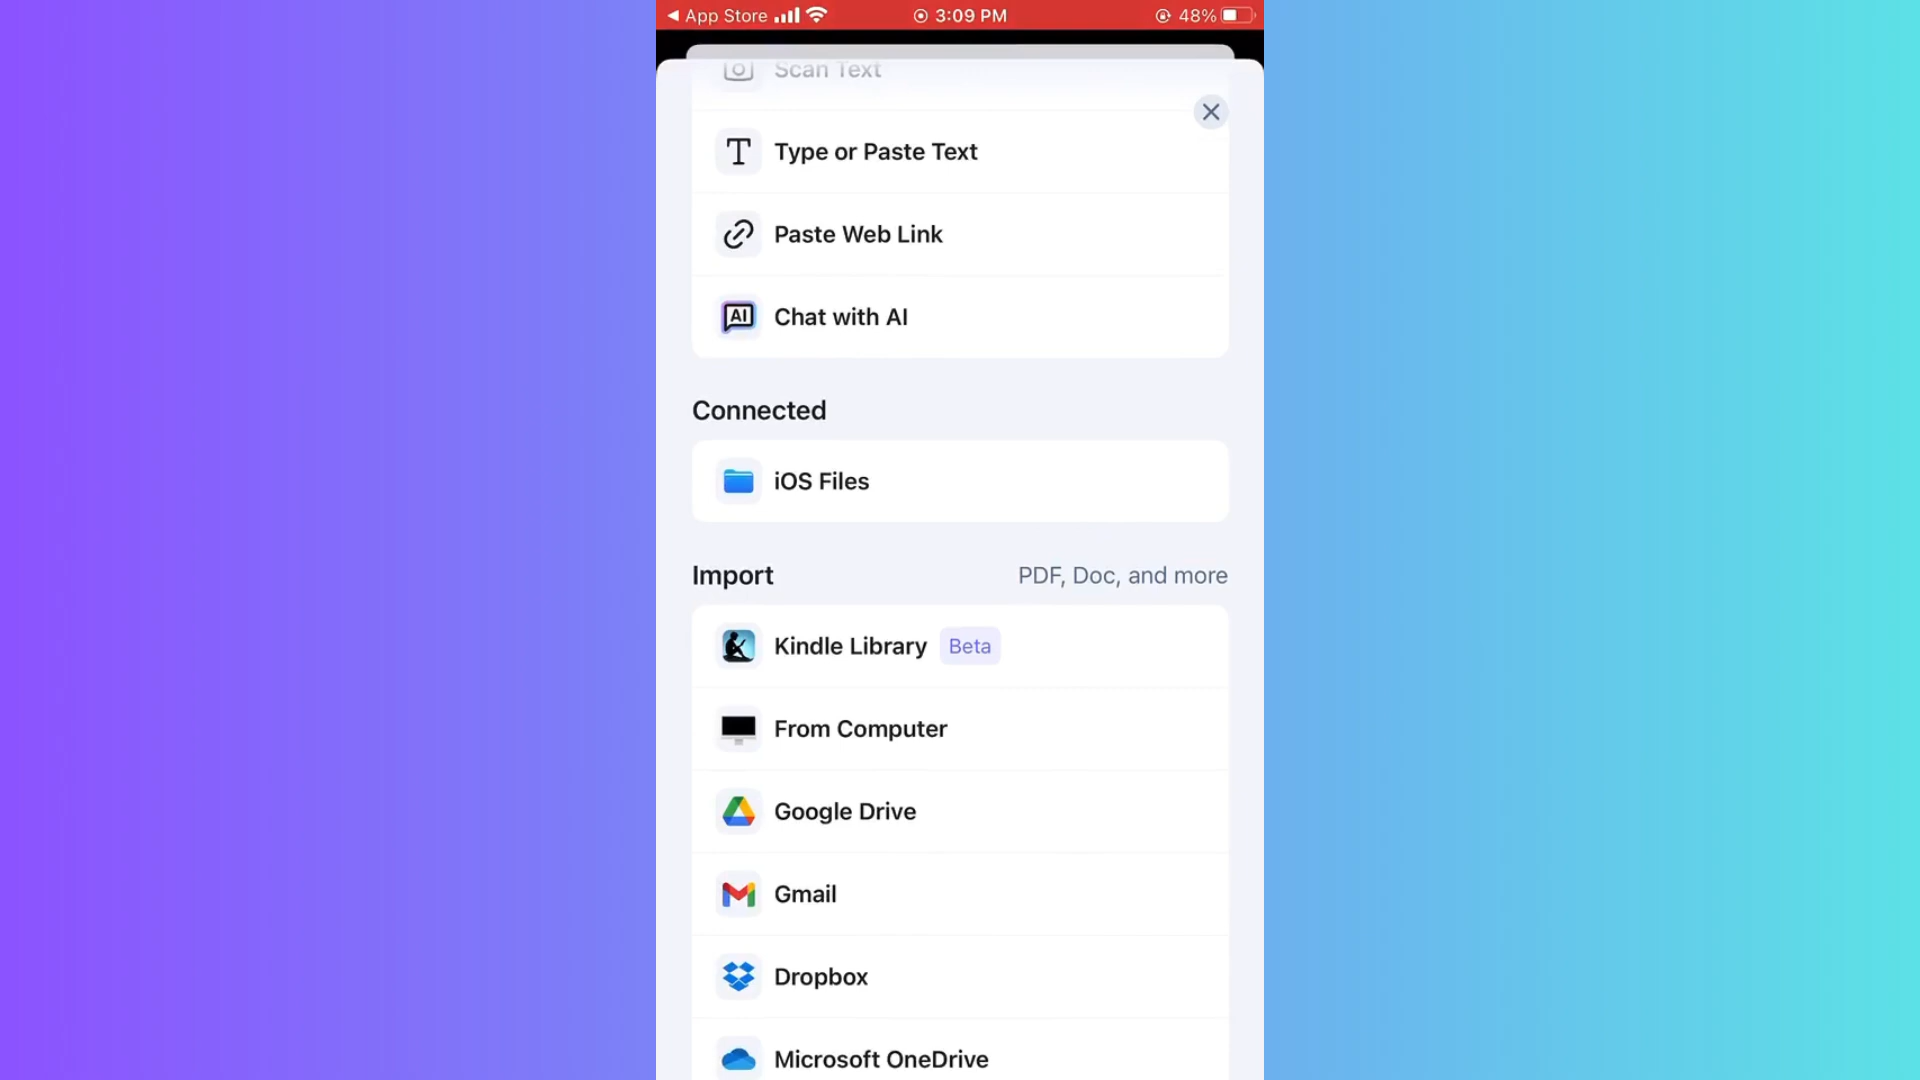 ◀ App Store 3:09 PM 48%
Scan Text
Type or Paste Text
Paste Web Link
AI Chat with AI
Connected
iOS Files
Import PDF, Doc, and more
Kindle Library Beta
From Computer
Google Drive
Gmail
Dropbox
Microsoft OneDrive